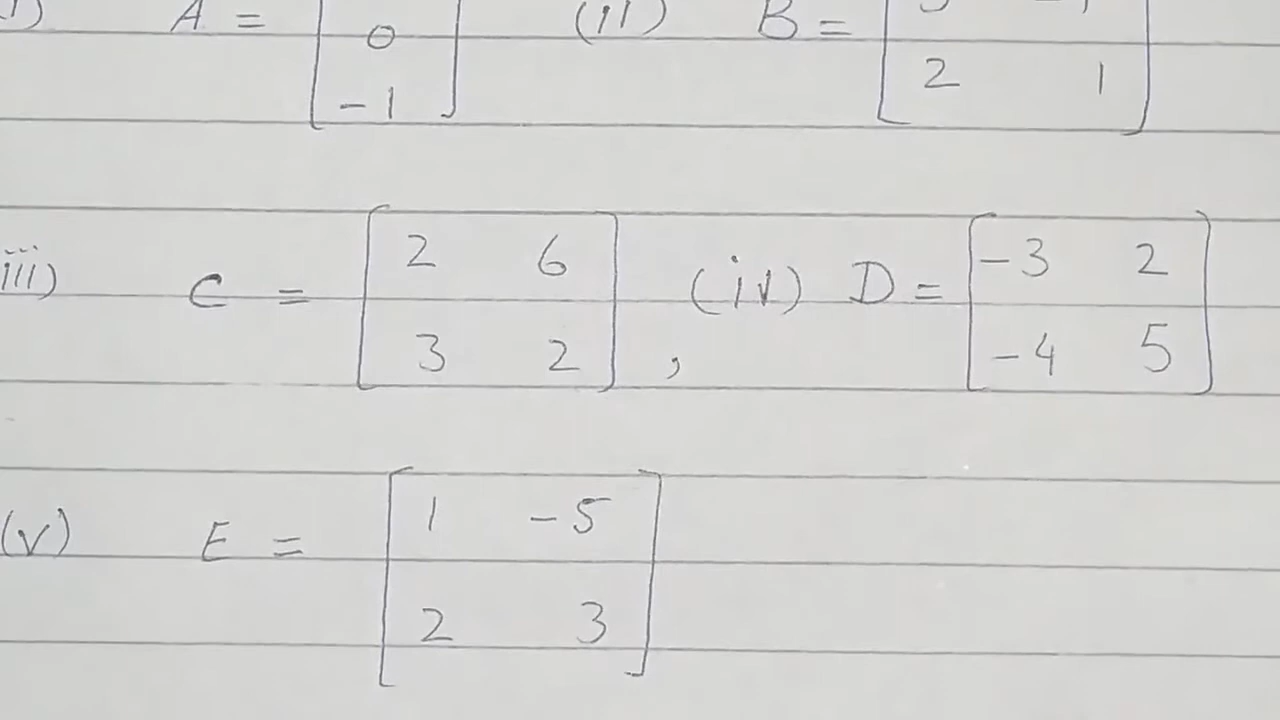 A = [ 0 (ii) B = [
-1 ] 2 1 ]
iii) C = [ 2 6 (iv) D = [ -3 2
3 2 ] , -4 5 ]
(v) E = [ 1 -5
2 3 ]